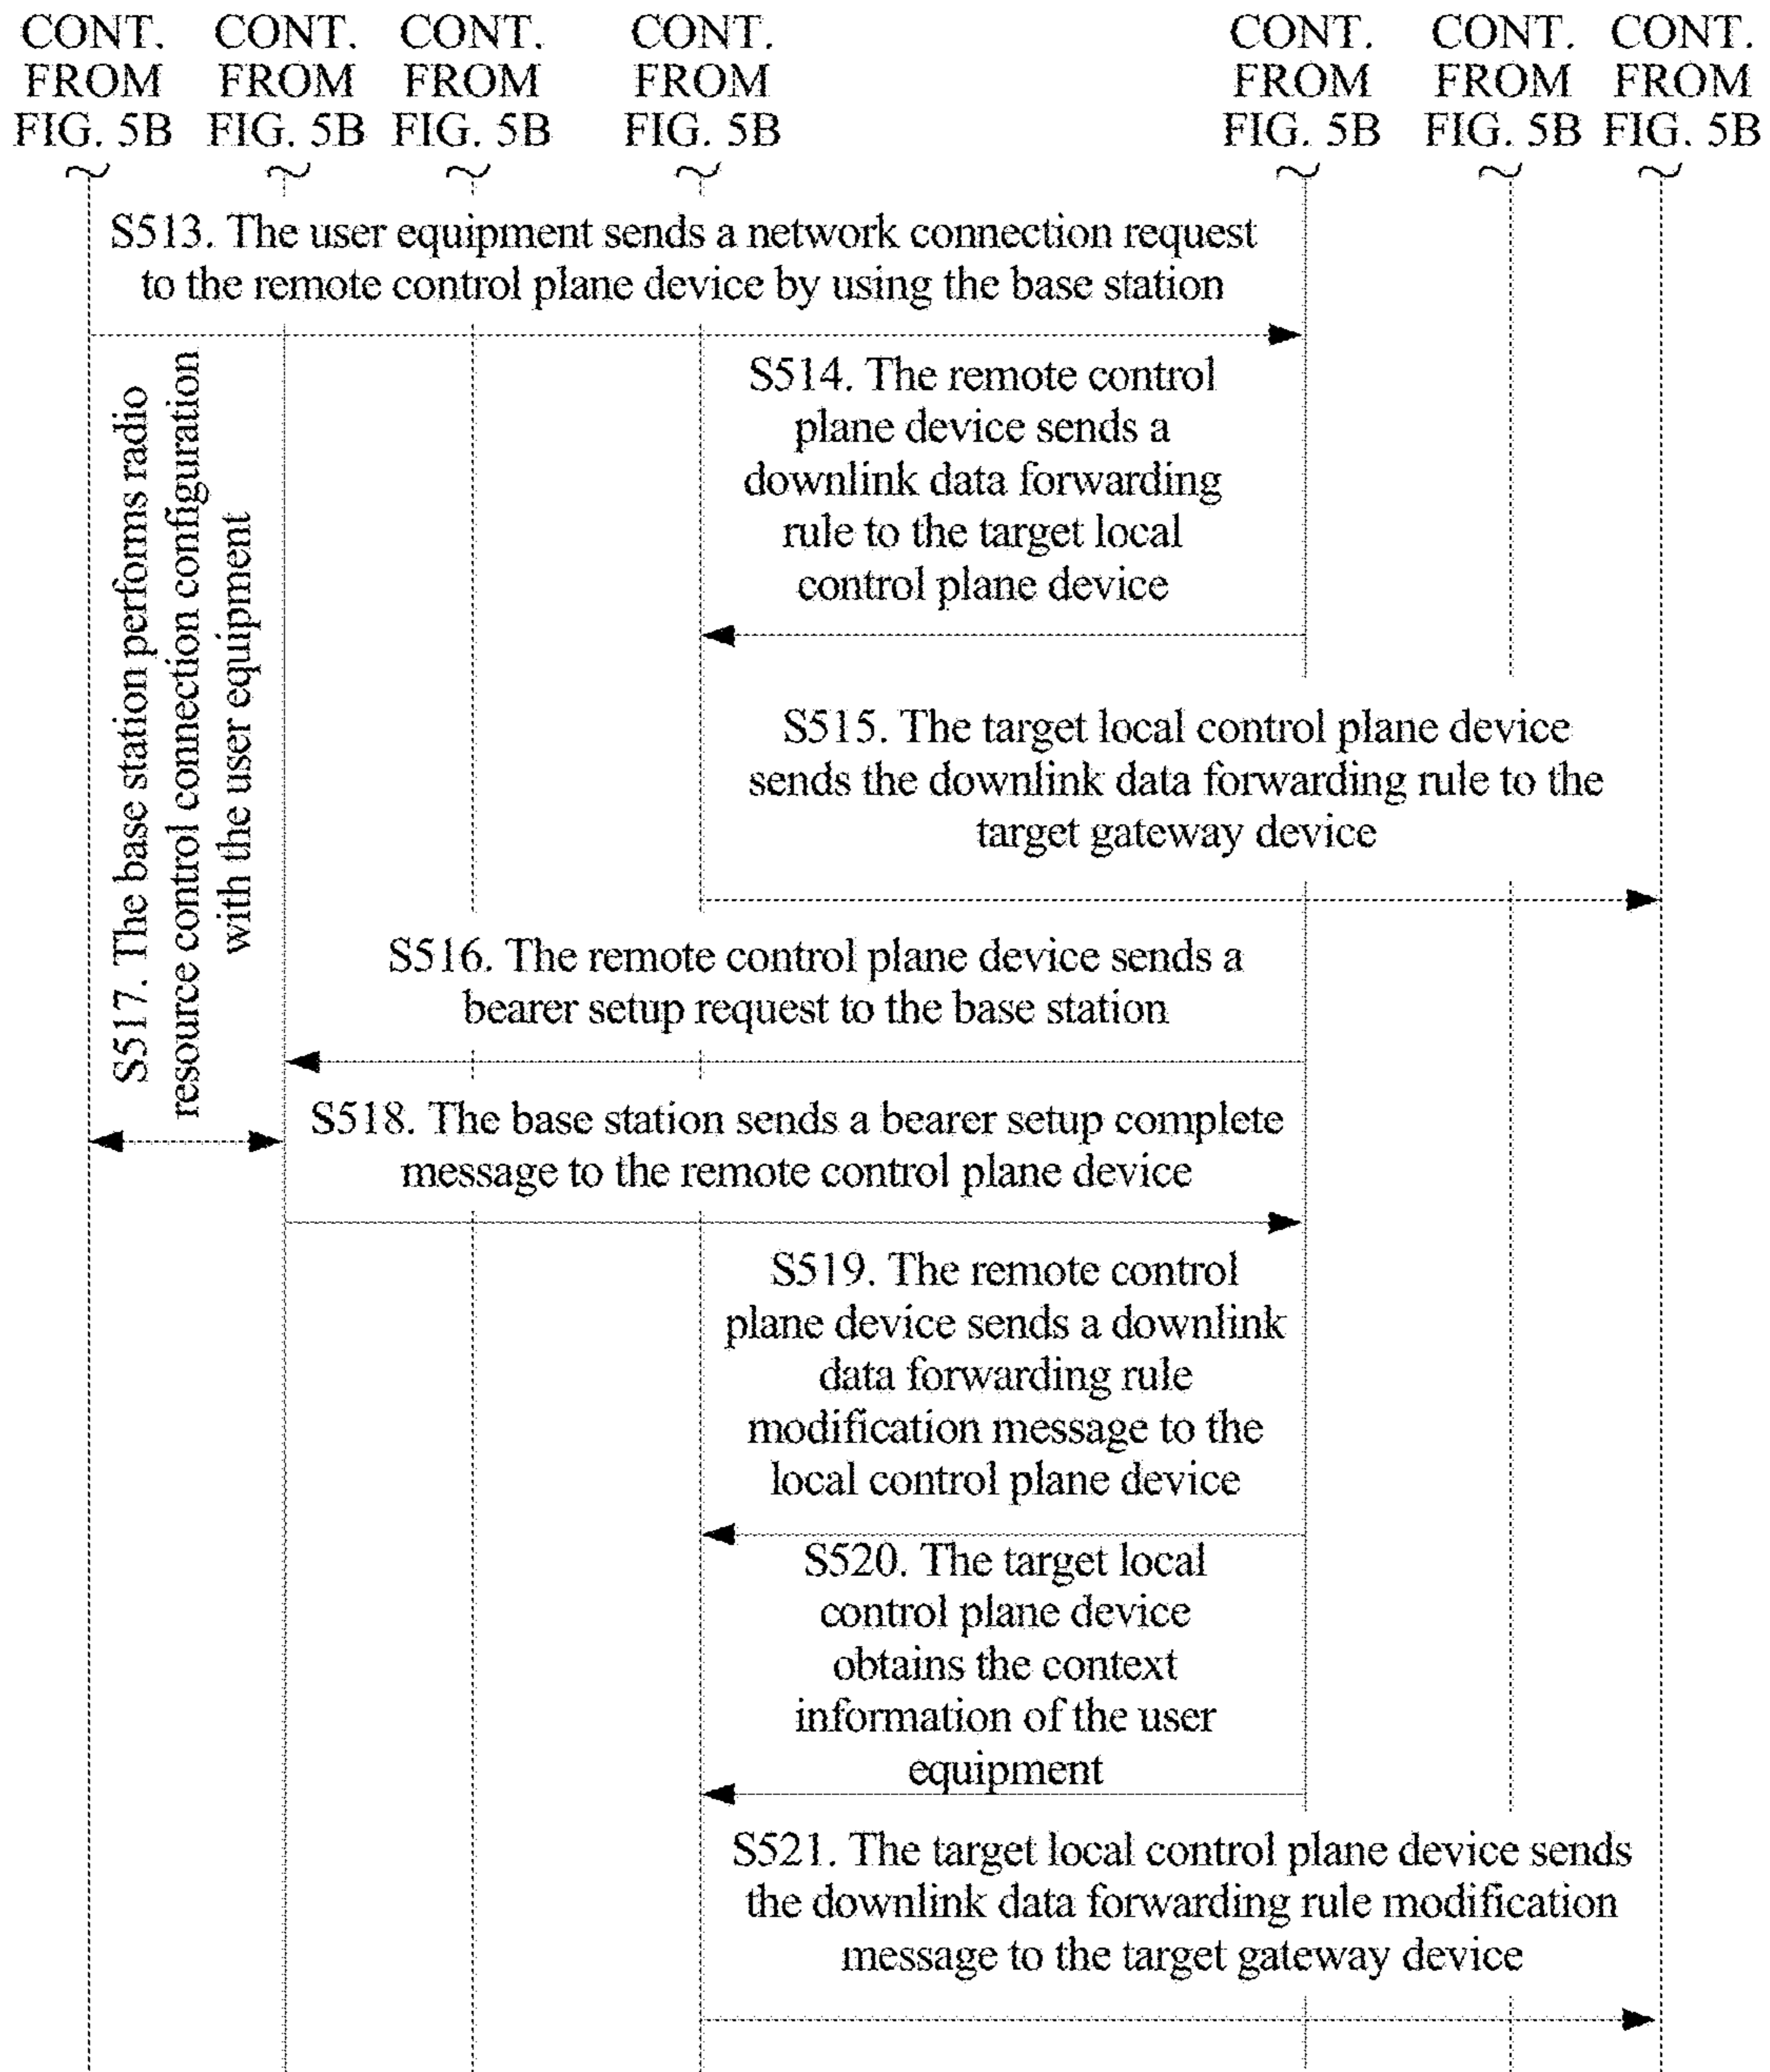 CONT. FROM FIG. 5B
CONT. FROM FIG. 5B
CONT. FROM FIG. 5B
CONT. FROM FIG. 5B
CONT. FROM FIG. 5B
CONT. FROM FIG. 5B
CONT. FROM FIG. 5B
S513. The user equipment sends a network connection request
to the remote control plane device by using the base station
S514. The remote control
plane device sends a
downlink data forwarding
rule to the target local
control plane device
S515. The target local control plane device
sends the downlink data forwarding rule to the
target gateway device
S516. The remote control plane device sends a
bearer setup request to the base station
S517. The base station performs radio
resource control connection configuration
with the user equipment
S518. The base station sends a bearer setup complete
message to the remote control plane device
S519. The remote control
plane device sends a downlink
data forwarding rule
modification message to the
local control plane device
S520. The target local
control plane device
obtains the context
information of the user
equipment
S521. The target local control plane device sends
the downlink data forwarding rule modification
message to the target gateway device